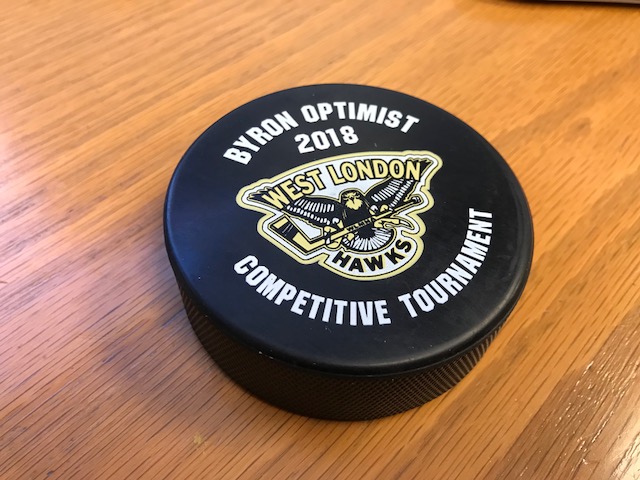 BYRON OPTIMIST
2018
WEST LONDON
HAWKS
COMPETITIVE TOURNAMENT